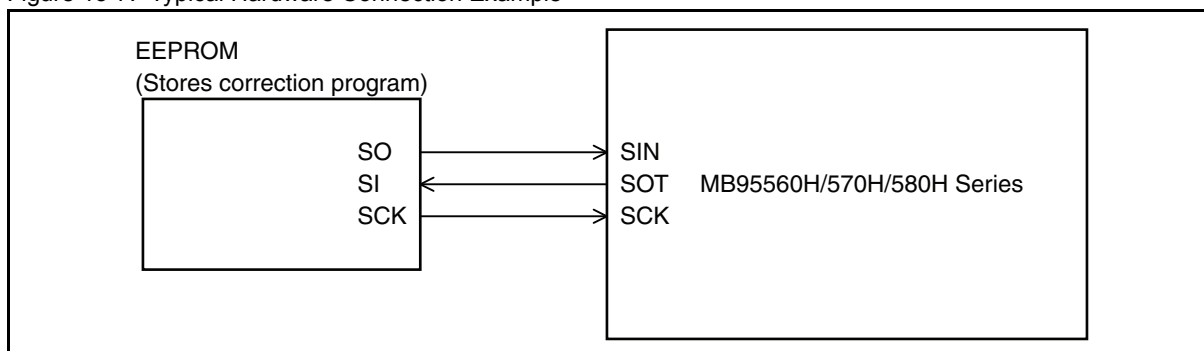 EEPROM
(Stores correction program)
SO
SIN
SI
SOT
MB95560H/570H/580H Series
SCK
SCK